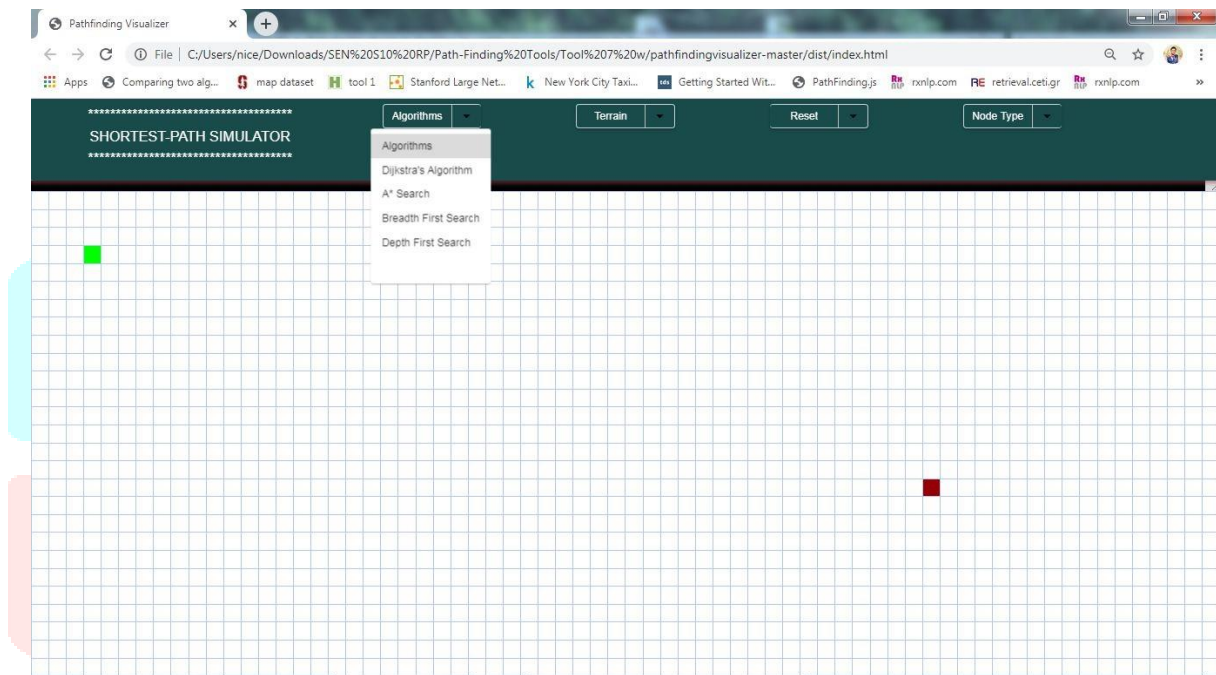 Pathfinding Visualizer
File | C:/Users/nice/Downloads/SEN%20S10%20RP/Path-Finding%20Tools/Tool%207%20w/pathfindingvisualizer-master/dist/index.html
Apps Comparing two alg... map dataset tool 1 Stanford Large Net... New York City Taxi... Getting Started Wit... PathFinding.js rxnlp.com retrieval.ceti.gr rxnlp.com »
*************************************
SHORTEST-PATH SIMULATOR
*************************************
Algorithms Terrain Reset Node Type
Algorithms
Dijkstra's Algorithm
A* Search
Breadth First Search
Depth First Search